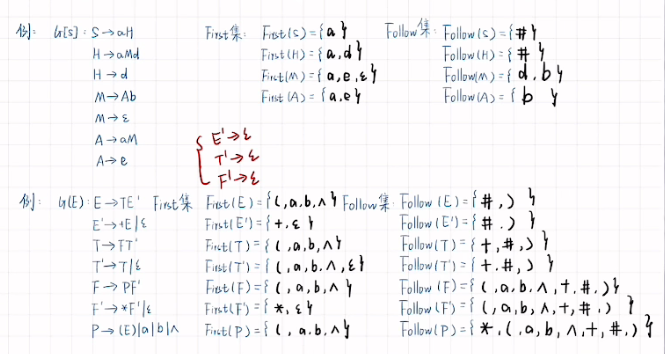 例: G[S]: S→aH First集: First(S) = {a} Follow集: Follow(S) = {#}
H→aMd First(H) = {a,d} Follow(H) = {#}
H→d First(M) = {a,e,ε} Follow(M) = {d,b}
M→Ab First(A) = {a,e} Follow(A) = {b}
M→ε
A→aM
A→e
{ E'→ε
T'→ε
F'→ε
例: G(E): E→TE' First集 First(E) = {(,a,b,∧} Follow集: Follow(E) = {#,)}
E'→+E|ε First(E') = {+,ε} Follow(E') = {#,)}
T→FT' First(T) = {(,a,b,∧} Follow(T) = {+,#,)}
T'→T|ε First(T') = {(,a,b,∧,ε} Follow(T') = {+,#,)}
F→PF' First(F) = {(,a,b,∧} Follow(F) = {(,a,b,∧,+,#,)}
F'→*F'|ε First(F') = {*,ε} Follow(F') = {(,a,b,∧,+,#,)}
P→(E)|a|b|∧ First(P) = {(,a,b,∧} Follow(P) = {*,(,a,b,∧,+,#,)}